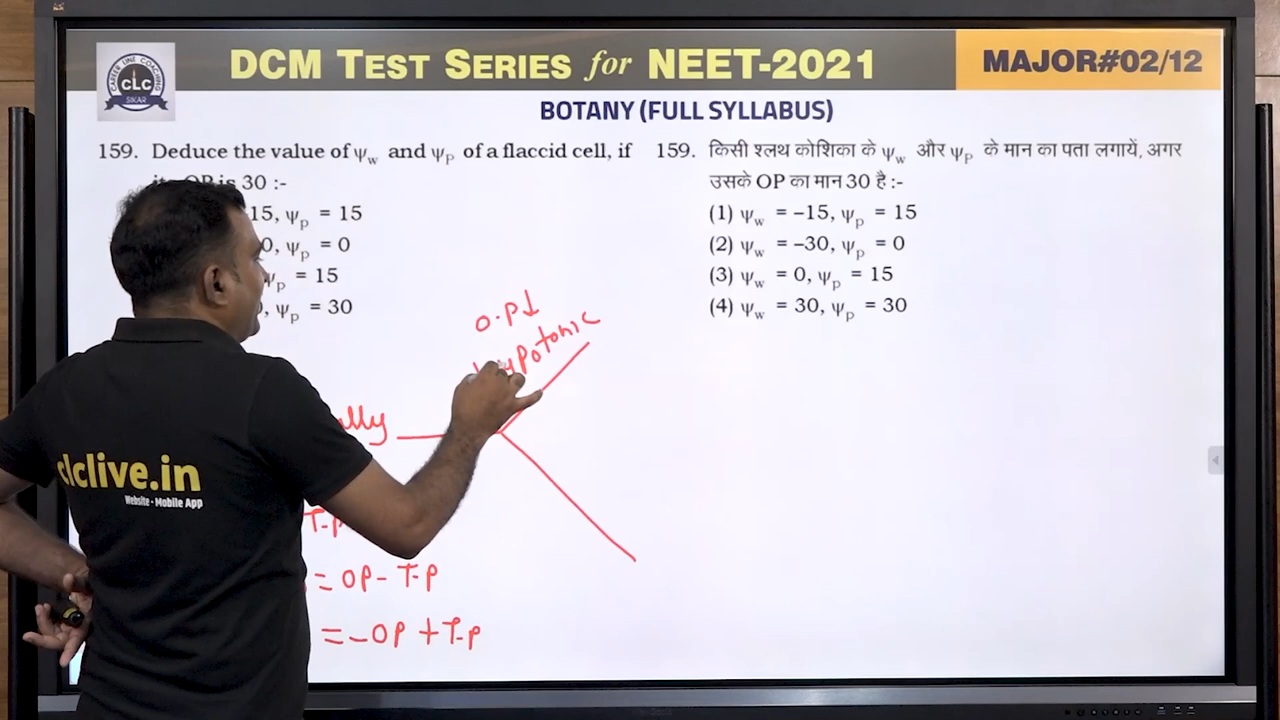 DCM TEST SERIES for NEET-2021
MAJOR#02/12
CAREER LINE COACHING
CLC
SIKAR
BOTANY (FULL SYLLABUS)
159. Deduce the value of ψw and ψP of a flaccid cell, if
OP is 30 :-
15, ψp = 15
0, ψp = 0
ψp = 15
, ψp = 30
159. किसी श्लथ कोशिका के ψw और ψP के मान का पता लगायें, अगर
उसके OP का मान 30 है :-
(1) ψw = –15, ψp = 15
(2) ψw = –30, ψp = 0
(3) ψw = 0, ψp = 15
(4) ψw = 30, ψp = 30
O.P↓
hypotonic
T.P
= OP - T.P
= -OP + T.P
clclive.in
Website • Mobile App